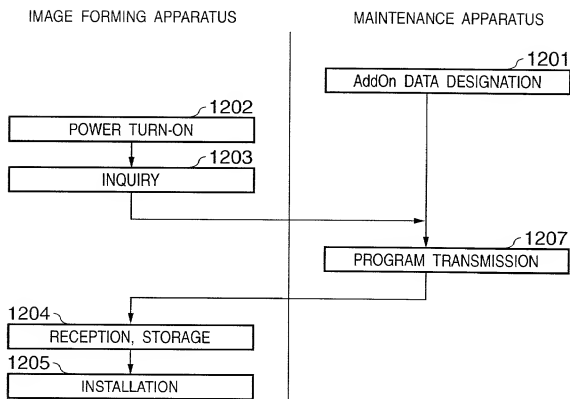 IMAGE FORMING APPARATUS
MAINTENANCE APPARATUS
1201
AddOn DATA DESIGNATION
1202
POWER TURN-ON
1203
INQUIRY
1207
PROGRAM TRANSMISSION
1204
RECEPTION, STORAGE
1205
INSTALLATION